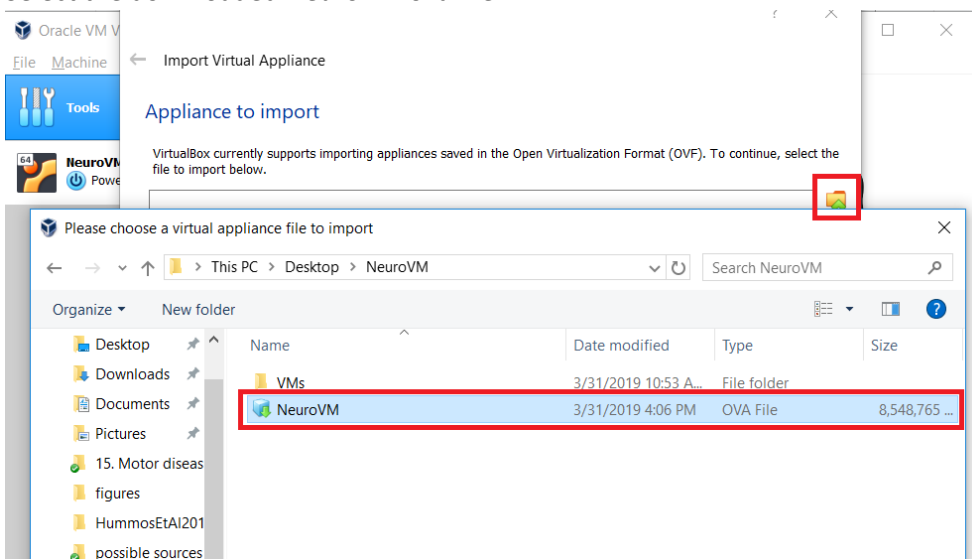 Oracle VM V
File Machine
Import Virtual Appliance
Tools
Appliance to import
64
NeuroVM
Powe
VirtualBox currently supports importing appliances saved in the Open Virtualization Format (OVF). To continue, select the
file to import below.
Please choose a virtual appliance file to import
This PC > Desktop > NeuroVM
Search NeuroVM
Organize
New folder
Desktop
Downloads
Documents
Pictures
15. Motor diseas
figures
HummosEtAl201
possible sources
Name Date modified Type Size
VMs 3/31/2019 10:53 A... File folder
NeuroVM 3/31/2019 4:06 PM OVA File 8,548,765 ...